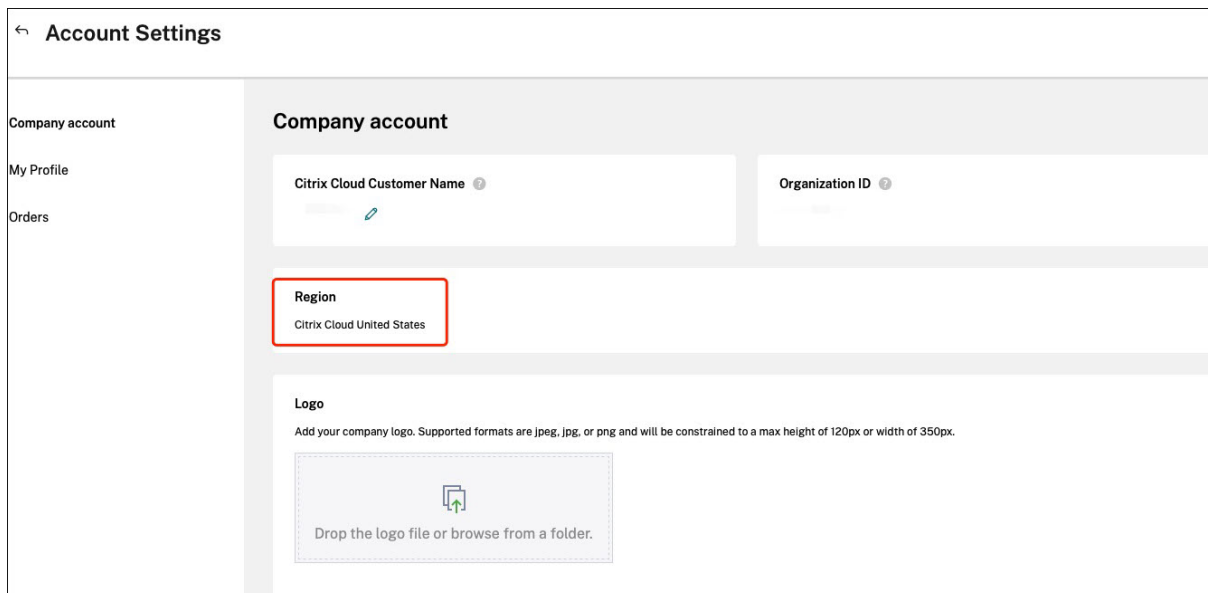 Account Settings
Company account
My Profile
Orders
Company account
Citrix Cloud Customer Name
Organization ID
Region
Citrix Cloud United States
Logo
Add your company logo. Supported formats are jpeg, jpg, or png and will be constrained to a max height of 120px or width of 350px.
Drop the logo file or browse from a folder.